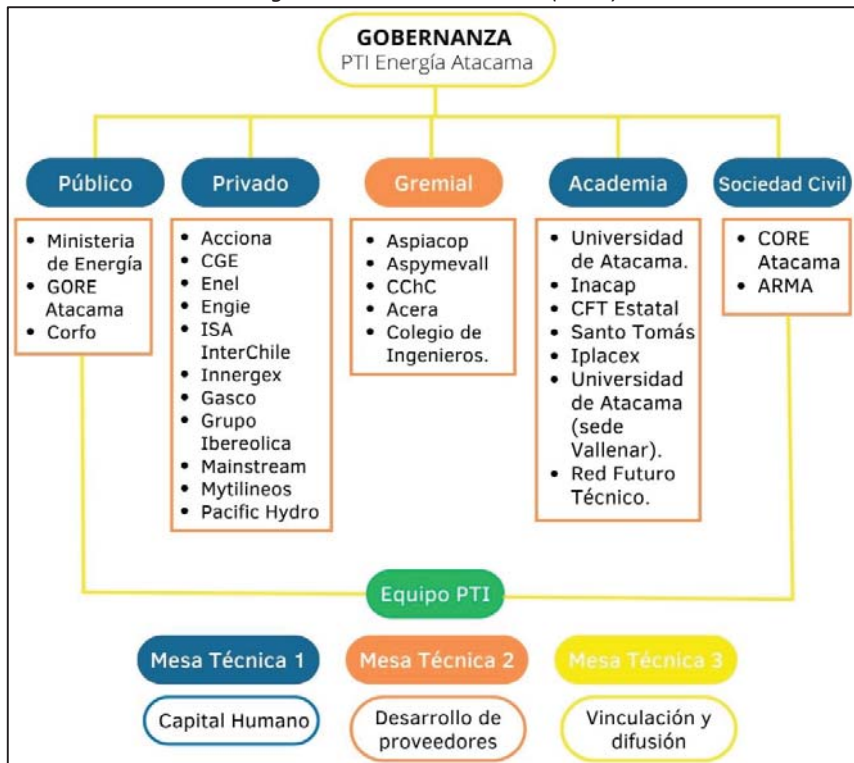 GOBERNANZA
PTI Energía Atacama
Público
Ministeria
de Energía
GORE
Atacama
Corfo
Privado
Acciona
CGE
Enel
Engie
ISA
InterChile
Innergex
Gasco
Grupo
Ibereolica
Mainstream
Mytilineos
Pacific Hydro
Gremial
Aspiacop
Aspymevall
CChC
Acera
Colegio de
Ingenieros.
Academia
Universidad
de Atacama.
Inacap
CFT Estatal
Santo Tomás
Iplacex
Universidad
de Atacama
(sede
Vallenar).
Red Futuro
Técnico.
Sociedad Civil
CORE
Atacama
ARMA
Equipo PTI
Mesa Técnica 1
Capital Humano
Mesa Técnica 2
Desarrollo de
proveedores
Mesa Técnica 3
Vinculación y
difusión